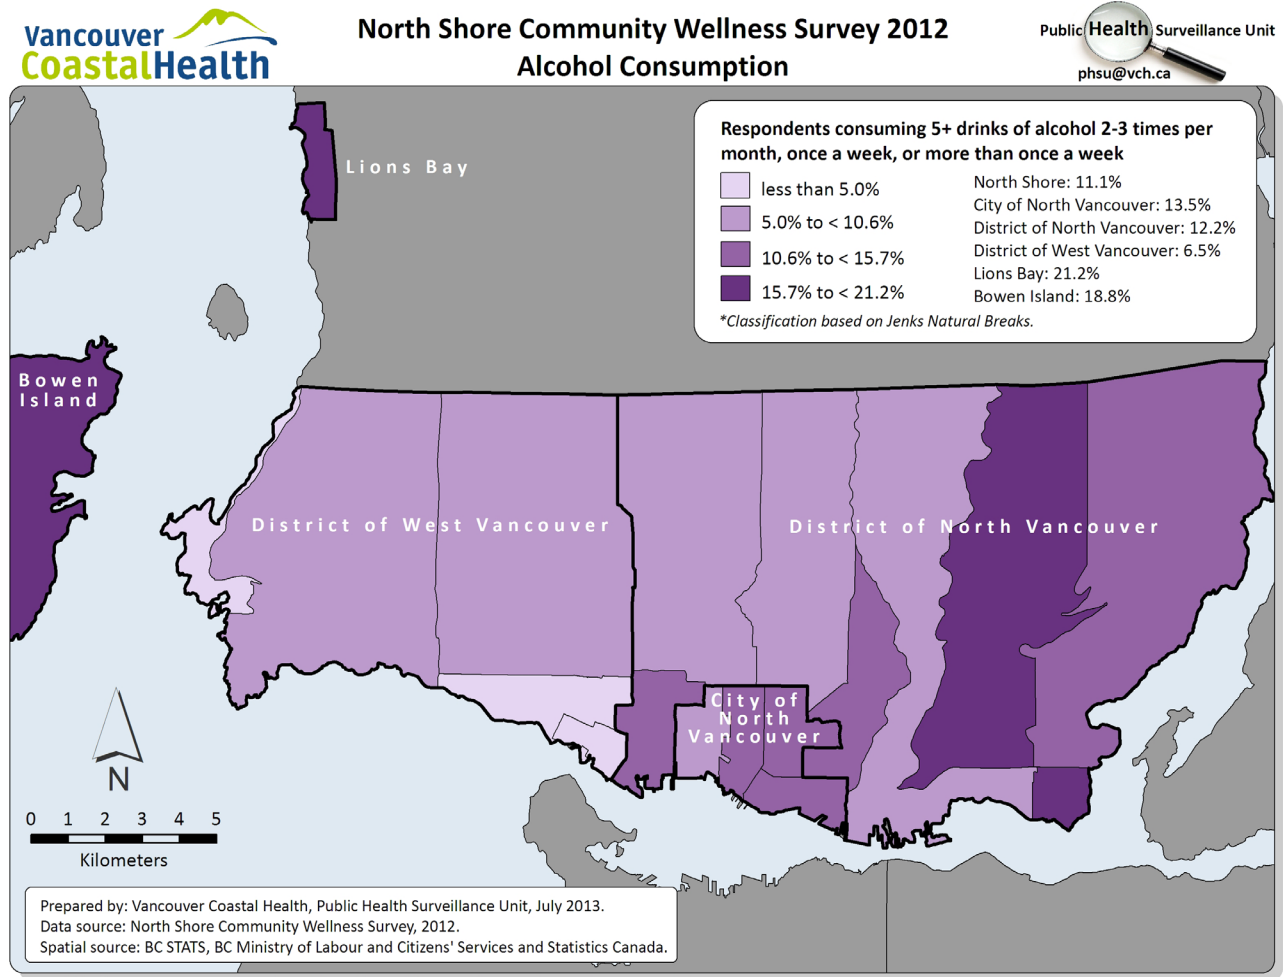 Vancouver
CoastalHealth
North Shore Community Wellness Survey 2012
Alcohol Consumption
Public Health Surveillance Unit
phsu@vch.ca
Respondents consuming 5+ drinks of alcohol 2-3 times per
month, once a week, or more than once a week
less than 5.0%
5.0% to < 10.6%
10.6% to < 15.7%
15.7% to < 21.2%
North Shore: 11.1%
City of North Vancouver: 13.5%
District of North Vancouver: 12.2%
District of West Vancouver: 6.5%
Lions Bay: 21.2%
Bowen Island: 18.8%
*Classification based on Jenks Natural Breaks.
Lions Bay
Bowen
Island
District of West Vancouver
District of North Vancouver
City of
North
Vancouver
N
0 1 2 3 4 5
Kilometers
Prepared by: Vancouver Coastal Health, Public Health Surveillance Unit, July 2013.
Data source: North Shore Community Wellness Survey, 2012.
Spatial source: BC STATS, BC Ministry of Labour and Citizens' Services and Statistics Canada.